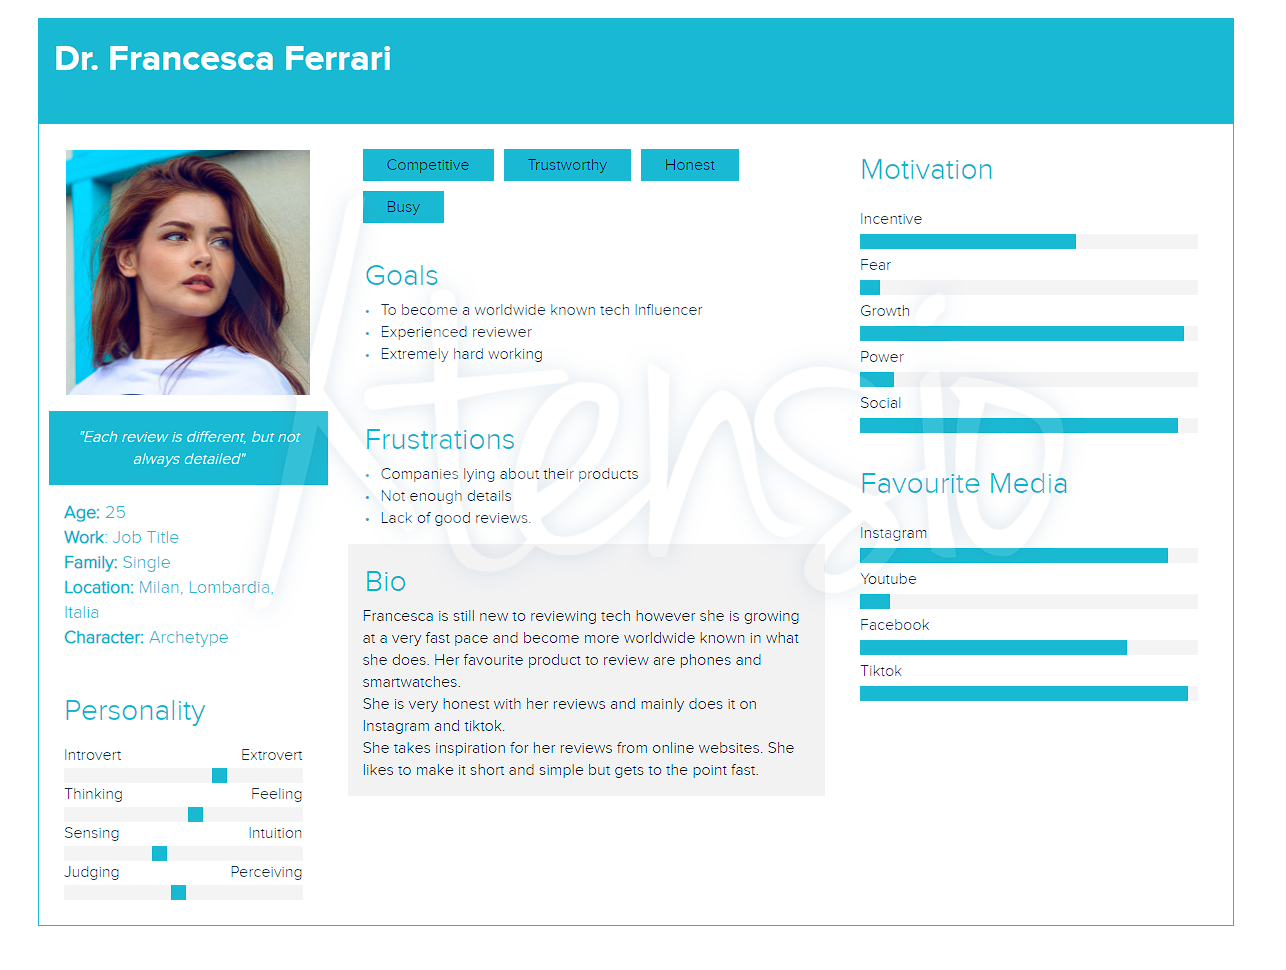 Dr. Francesca Ferrari
"Each review is different, but not
always detailed"
Age: 25
Work: Job Title
Family: Single
Location: Milan, Lombardia,
Italia
Character: Archetype
Personality
Introvert Extrovert
Thinking Feeling
Sensing Intuition
Judging Perceiving
Competitive Trustworthy Honest
Busy
Goals
To become a worldwide known tech Influencer
Experienced reviewer
Extremely hard working
Frustrations
Companies lying about their products
Not enough details
Lack of good reviews.
Bio
Francesca is still new to reviewing tech however she is growing
at a very fast pace and become more worldwide known in what
she does. Her favourite product to review are phones and
smartwatches.
She is very honest with her reviews and mainly does it on
Instagram and tiktok.
She takes inspiration for her reviews from online websites. She
likes to make it short and simple but gets to the point fast.
Motivation
Incentive
Fear
Growth
Power
Social
Favourite Media
Instagram
Youtube
Facebook
Tiktok
Xtensio